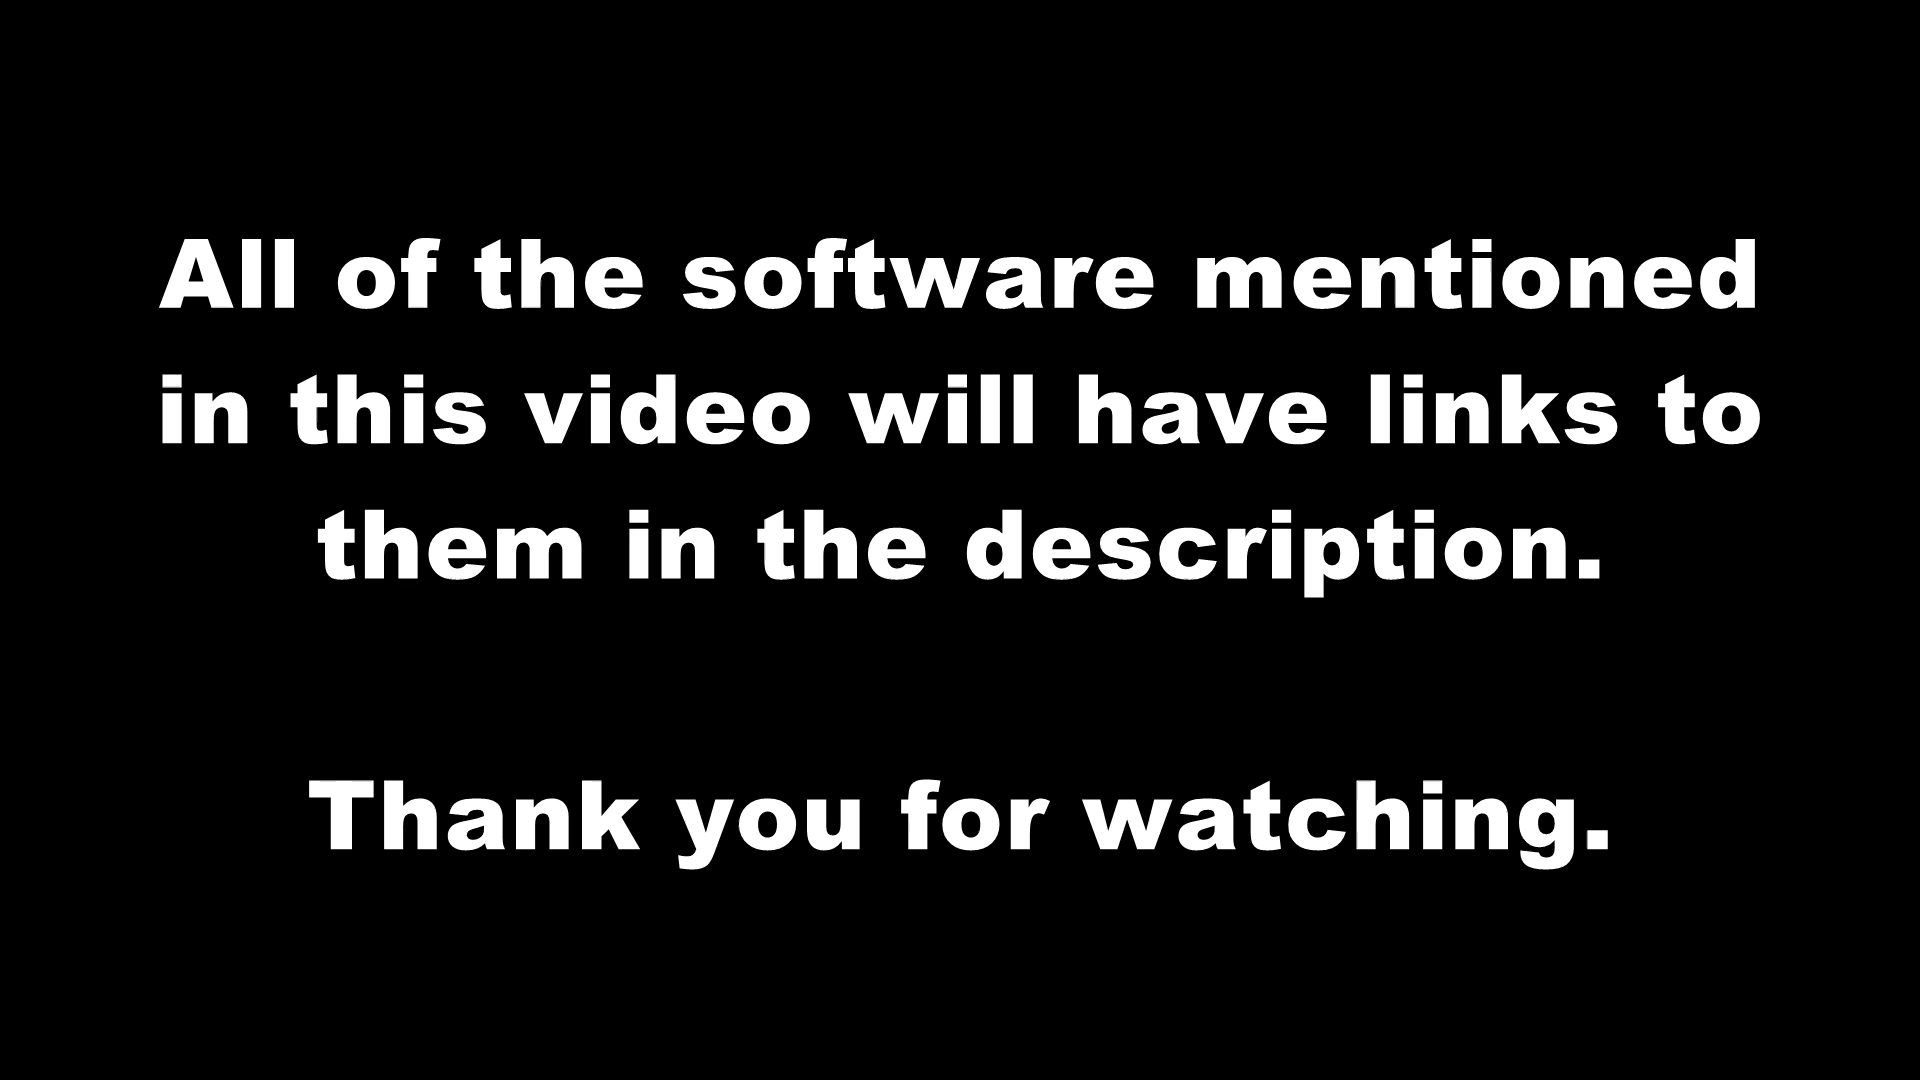 All of the software mentioned
in this video will have links to
them in the description.
Thank you for watching.